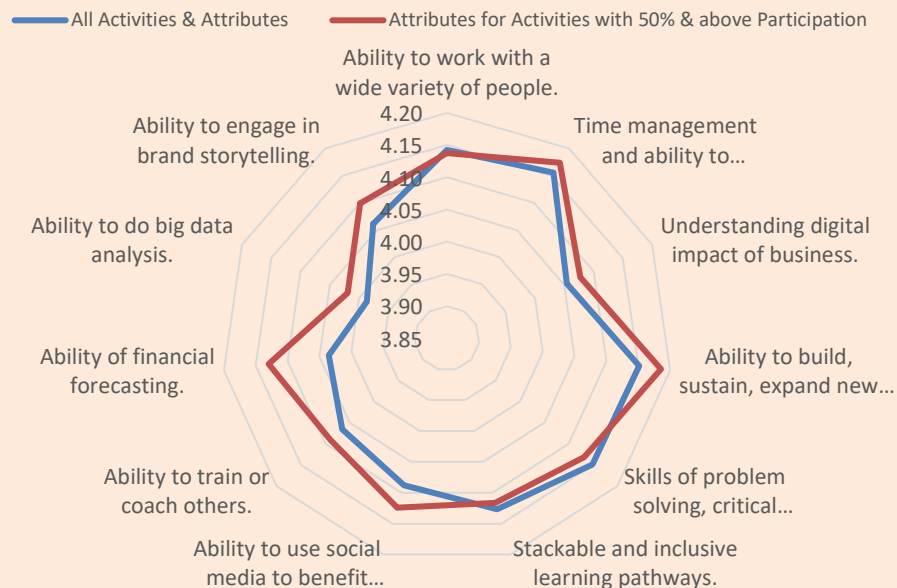 All Activities & Attributes
Attributes for Activities with 50% & above Participation
Ability to work with a
wide variety of people.
Time management
and ability to...
Understanding digital
impact of business.
Ability to build,
sustain, expand new...
Skills of problem
solving, critical...
Stackable and inclusive
learning pathways.
Ability to use social
media to benefit...
Ability to train or
coach others.
Ability of financial
forecasting.
Ability to do big data
analysis.
Ability to engage in
brand storytelling.
4.20
4.15
4.10
4.05
4.00
3.95
3.90
3.85